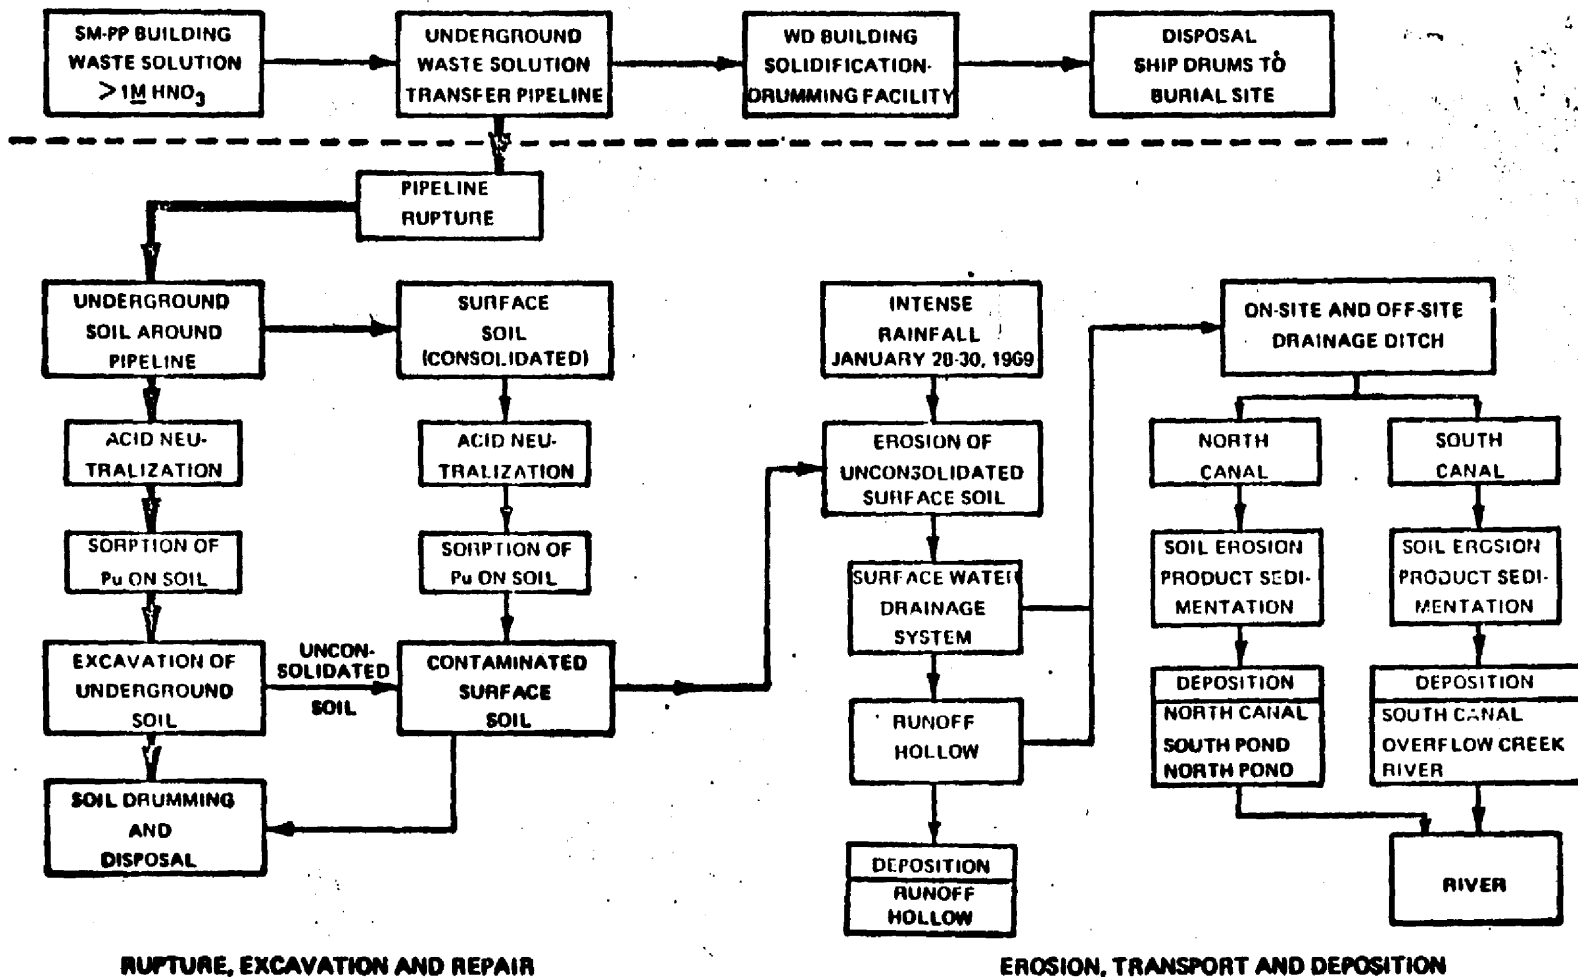 SM-PP BUILDING
WASTE SOLUTION
>1M HNO3
UNDERGROUND
WASTE SOLUTION
TRANSFER PIPELINE
WD BUILDING
SOLIDIFICATION-
DRUMMING FACILITY
DISPOSAL
SHIP DRUMS TO
BURIAL SITE
PIPELINE
RUPTURE
UNDERGROUND
SOIL AROUND
PIPELINE
SURFACE
SOIL
(CONSOLIDATED)
ACID NEU-
TRALIZATION
ACID NEU-
TRALIZATION
SORPTION OF
Pu ON SOIL
SORPTION OF
Pu ON SOIL
EXCAVATION OF
UNDERGROUND
SOIL
UNCON-
SOLIDATED
SOIL
CONTAMINATED
SURFACE
SOIL
SOIL DRUMMING
AND
DISPOSAL
INTENSE
RAINFALL
JANUARY 28-30, 1969
EROSION OF
UNCONSOLIDATED
SURFACE SOIL
SURFACE WATER
DRAINAGE
SYSTEM
RUNOFF
HOLLOW
DEPOSITION
RUNOFF
HOLLOW
ON-SITE AND OFF-SITE
DRAINAGE DITCH
NORTH
CANAL
SOUTH
CANAL
SOIL EROSION
PRODUCT SEDI-
MENTATION
SOIL EROSION
PRODUCT SEDI-
MENTATION
DEPOSITION
NORTH CANAL
SOUTH POND
NORTH POND
DEPOSITION
SOUTH CANAL
OVERFLOW CREEK
RIVER
RIVER
RUPTURE, EXCAVATION AND REPAIR
EROSION, TRANSPORT AND DEPOSITION